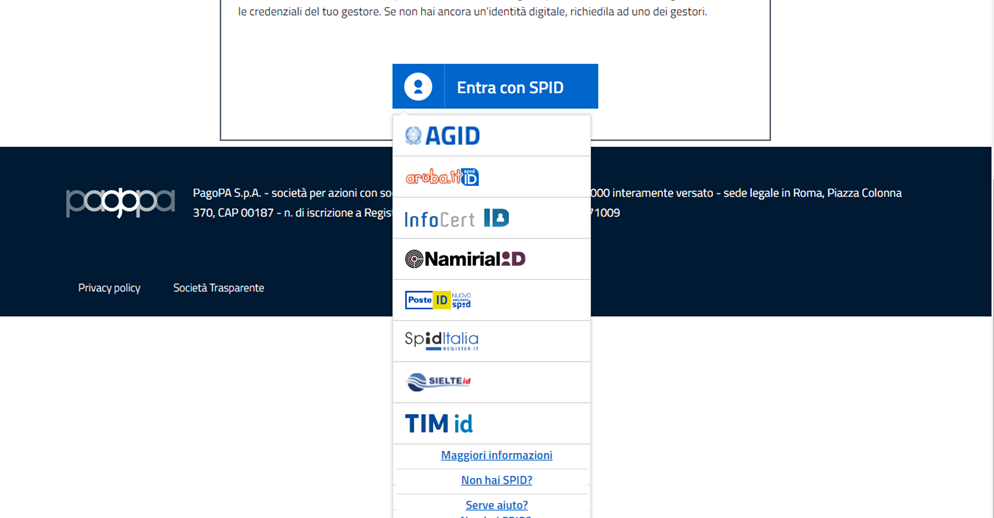 le credenziali del tuo gestore. Se non hai ancora un'identità digitale, richiedila ad uno dei gestori.
Entra con SPID
AGID
aruba.it spid ID
InfoCert ID
Namirial ID
Poste ID NUOVO spid
SpidItalia
REGISTER.IT
SIELTE id
TIM id
Maggiori informazioni
Non hai SPID?
Serve aiuto?
pagopa
PagoPA S.p.A. - società per azioni con so 000 interamente versato - sede legale in Roma, Piazza Colonna
370, CAP 00187 - n. di iscrizione a Regis 71009
Privacy policy
Società Trasparente